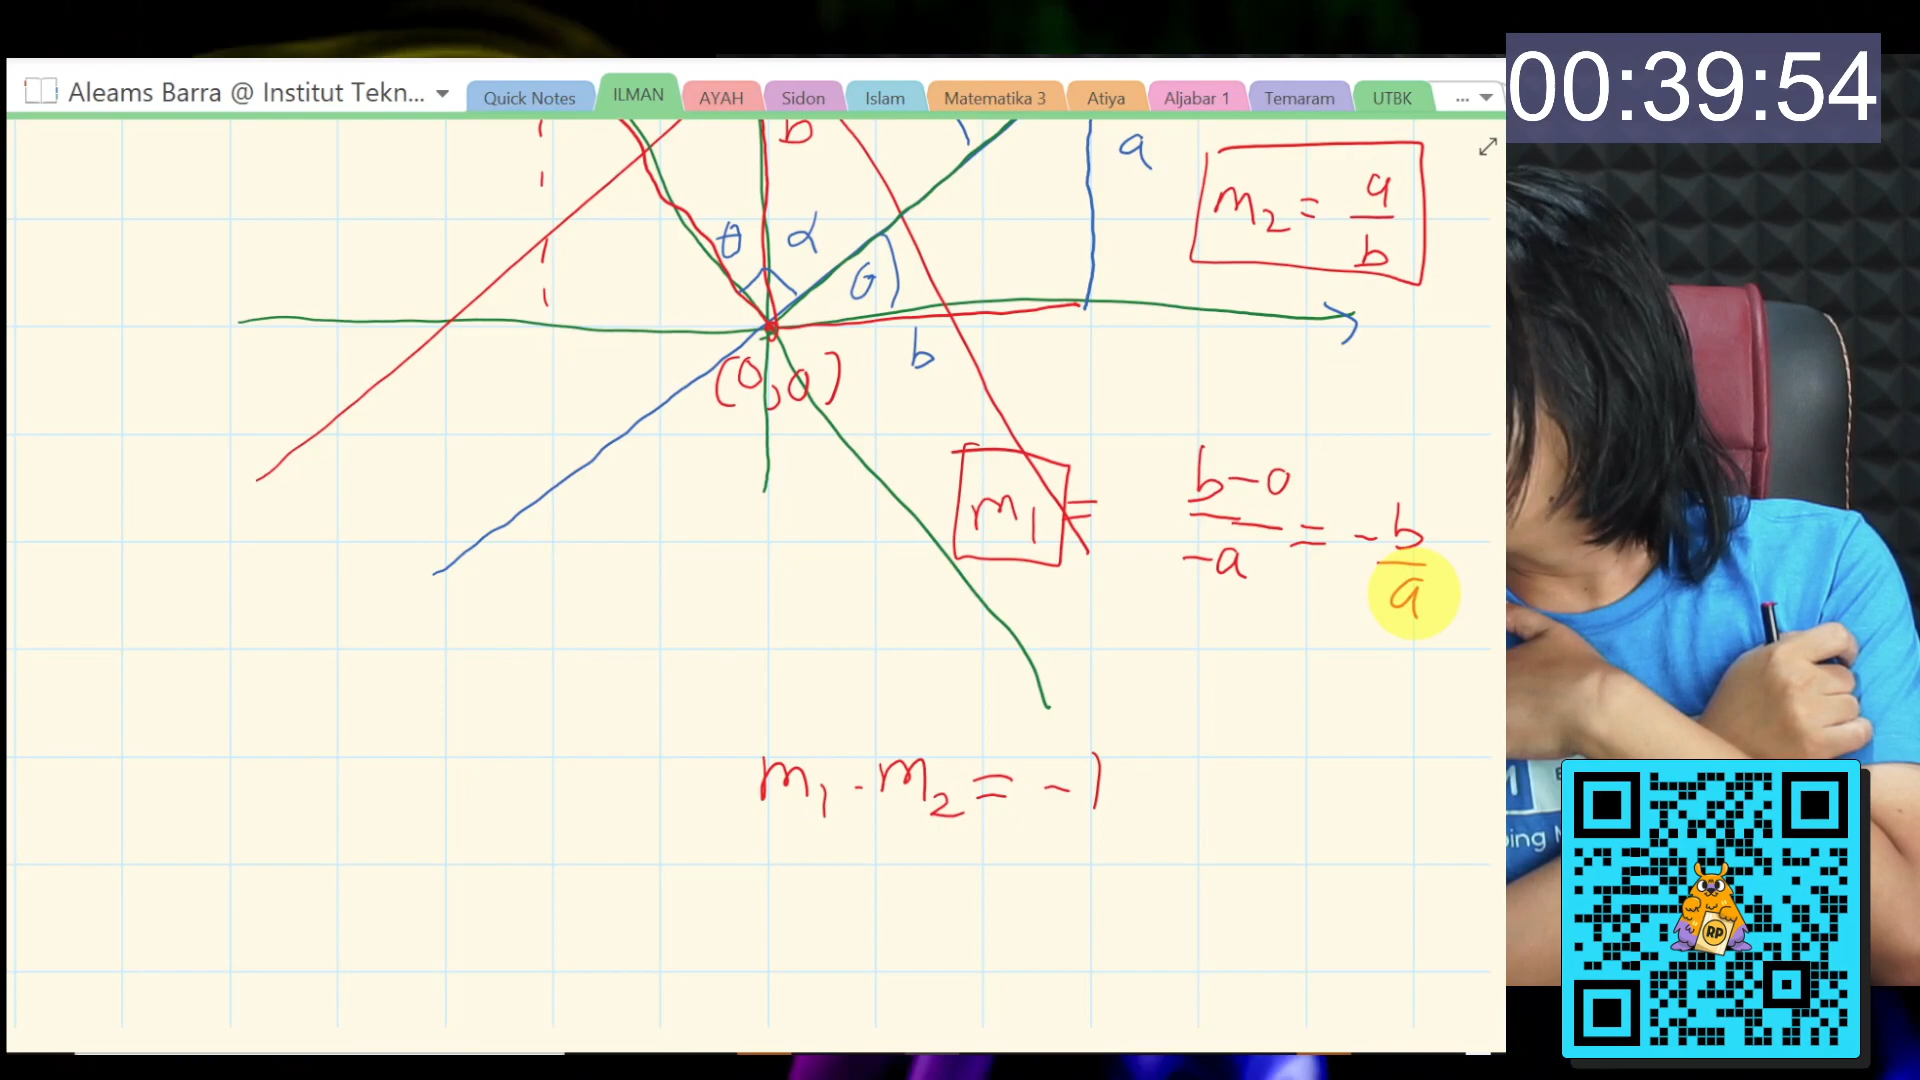 Aleams Barra @ Institut Tekn...
Quick Notes
ILMAN
AYAH
Sidon
Islam
Matematika 3
Atiya
Aljabar 1
Temaram
UTBK
...
00:39:54
b
a
m₂ = a/b
θ
α
θ
b
(0,0)
m₁ = b-0/-a = -b/a
m₁ . m₂ = -1
RP